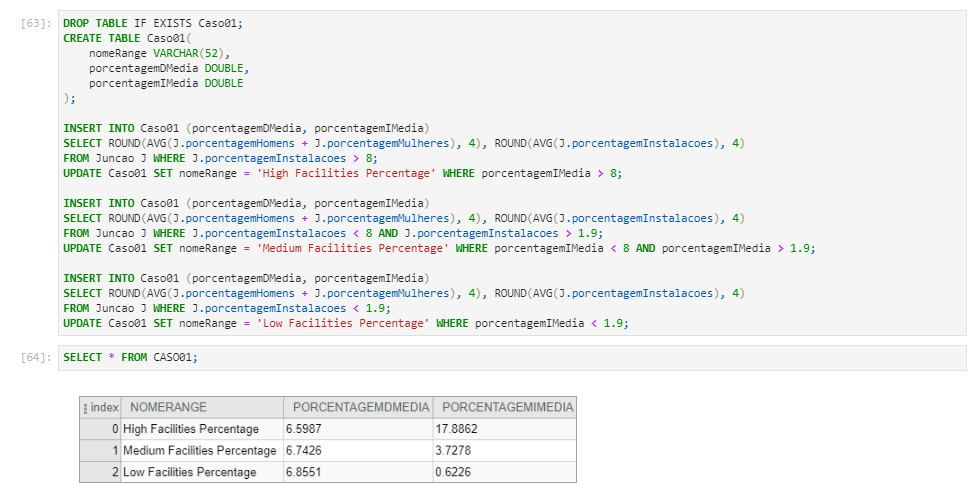 [63]: DROP TABLE IF EXISTS Caso01;
CREATE TABLE Caso01(
    nomeRange VARCHAR(52),
    porcentagemDMedia DOUBLE,
    porcentagemIMedia DOUBLE
);

INSERT INTO Caso01 (porcentagemDMedia, porcentagemIMedia)
SELECT ROUND(AVG(J.porcentagemHomens + J.porcentagemMulheres), 4), ROUND(AVG(J.porcentagemInstalacoes), 4)
FROM Juncao J WHERE J.porcentagemInstalacoes > 8;
UPDATE Caso01 SET nomeRange = 'High Facilities Percentage' WHERE porcentagemIMedia > 8;

INSERT INTO Caso01 (porcentagemDMedia, porcentagemIMedia)
SELECT ROUND(AVG(J.porcentagemHomens + J.porcentagemMulheres), 4), ROUND(AVG(J.porcentagemInstalacoes), 4)
FROM Juncao J WHERE J.porcentagemInstalacoes < 8 AND J.porcentagemInstalacoes > 1.9;
UPDATE Caso01 SET nomeRange = 'Medium Facilities Percentage' WHERE porcentagemIMedia < 8 AND porcentagemIMedia > 1.9;

INSERT INTO Caso01 (porcentagemDMedia, porcentagemIMedia)
SELECT ROUND(AVG(J.porcentagemHomens + J.porcentagemMulheres), 4), ROUND(AVG(J.porcentagemInstalacoes), 4)
FROM Juncao J WHERE J.porcentagemInstalacoes < 1.9;
UPDATE Caso01 SET nomeRange = 'Low Facilities Percentage' WHERE porcentagemIMedia < 1.9;
[64]: SELECT * FROM CASO01;
index NOMERANGE PORCENTAGEMDMEDIA PORCENTAGEMIMEDIA
0 High Facilities Percentage 6.5987 17.8862
1 Medium Facilities Percentage 6.7426 3.7278
2 Low Facilities Percentage 6.8551 0.6226